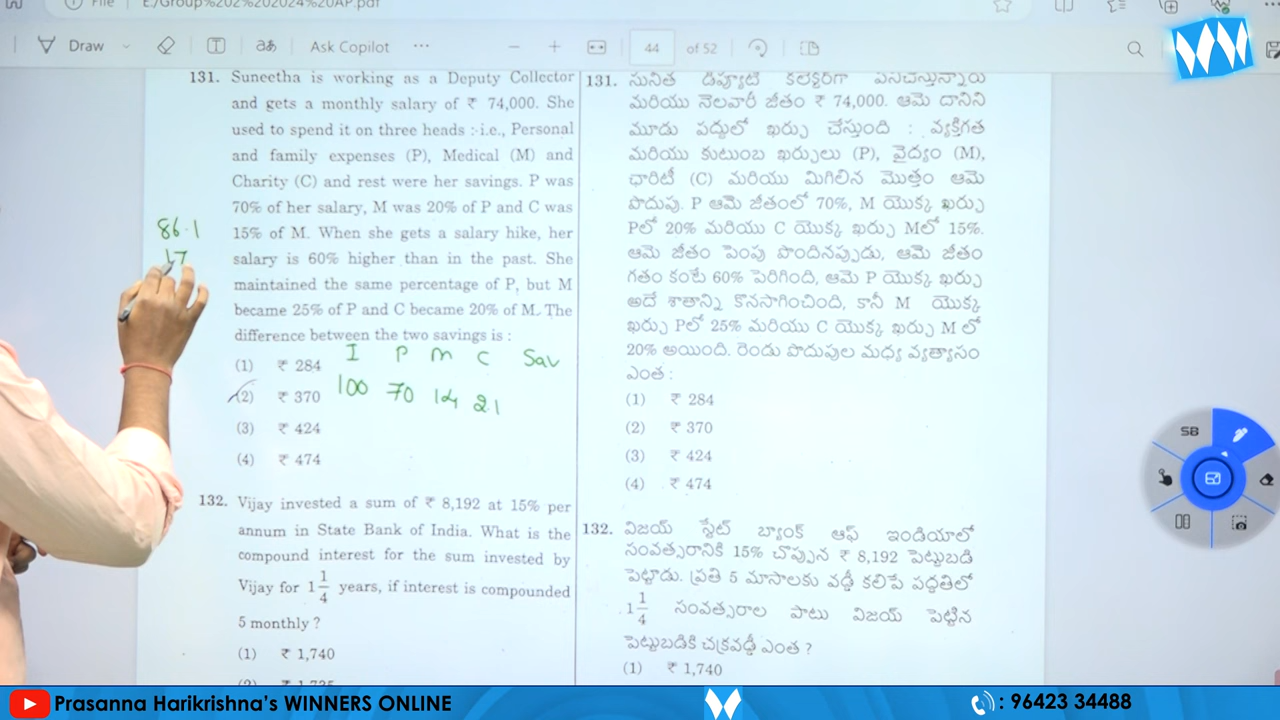 File E:/Group%202%202024%20AP.pdf
Draw Ask Copilot 44 of 52
131. Suneetha is working as a Deputy Collector
and gets a monthly salary of ₹ 74,000. She
used to spend it on three heads :-i.e., Personal
and family expenses (P), Medical (M) and
Charity (C) and rest were her savings. P was
70% of her salary, M was 20% of P and C was
15% of M. When she gets a salary hike, her
salary is 60% higher than in the past. She
maintained the same percentage of P, but M
became 25% of P and C became 20% of M. The
difference between the two savings is :
(1) ₹ 284
(2) ₹ 370
(3) ₹ 424
(4) ₹ 474
86.1
17
I P M C Sav
100 70 14 2.1
132. Vijay invested a sum of ₹ 8,192 at 15% per
annum in State Bank of India. What is the
compound interest for the sum invested by
Vijay for 1 1/4 years, if interest is compounded
5 monthly ?
(1) ₹ 1,740
131. సునిత డిప్యూటీ కలెక్టర్‌గా పనిచేస్తున్నారు
మరియు నెలవారీ జీతం ₹ 74,000. ఆమె దానిని
మూడు పద్దులో ఖర్చు చేస్తుంది : వ్యక్తిగత
మరియు కుటుంబ ఖర్చులు (P), వైద్యం (M),
ఛారిటీ (C) మరియు మిగిలిన మొత్తం ఆమె
పొదుపు. P ఆమె జీతంలో 70%, M యొక్క ఖర్చు
Pలో 20% మరియు C యొక్క ఖర్చు Mలో 15%.
ఆమె జీతం పెంపు పొందినప్పుడు, ఆమె జీతం
గతం కంటే 60% పెరిగింది, ఆమె P యొక్క ఖర్చు
అదే శాతాన్ని కొనసాగించింది, కానీ M యొక్క
ఖర్చు Pలో 25% మరియు C యొక్క ఖర్చు M లో
20% అయింది. రెండు పొదుపుల మధ్య వ్యత్యాసం
ఎంత :
(1) ₹ 284
(2) ₹ 370
(3) ₹ 424
(4) ₹ 474
132. విజయ్ స్టేట్ బ్యాంక్ ఆఫ్ ఇండియాలో
సంవత్సరానికి 15% చొప్పున ₹ 8,192 పెట్టుబడి
పెట్టాడు. ప్రతి 5 మాసాలకు వడ్డీ కలిపే పద్ధతిలో
1 1/4 సంవత్సరాల పాటు విజయ్ పెట్టిన
పెట్టుబడికి చక్రవడ్డీ ఎంత ?
(1) ₹ 1,740
SB
Prasanna Harikrishna's WINNERS ONLINE
: 96423 34488